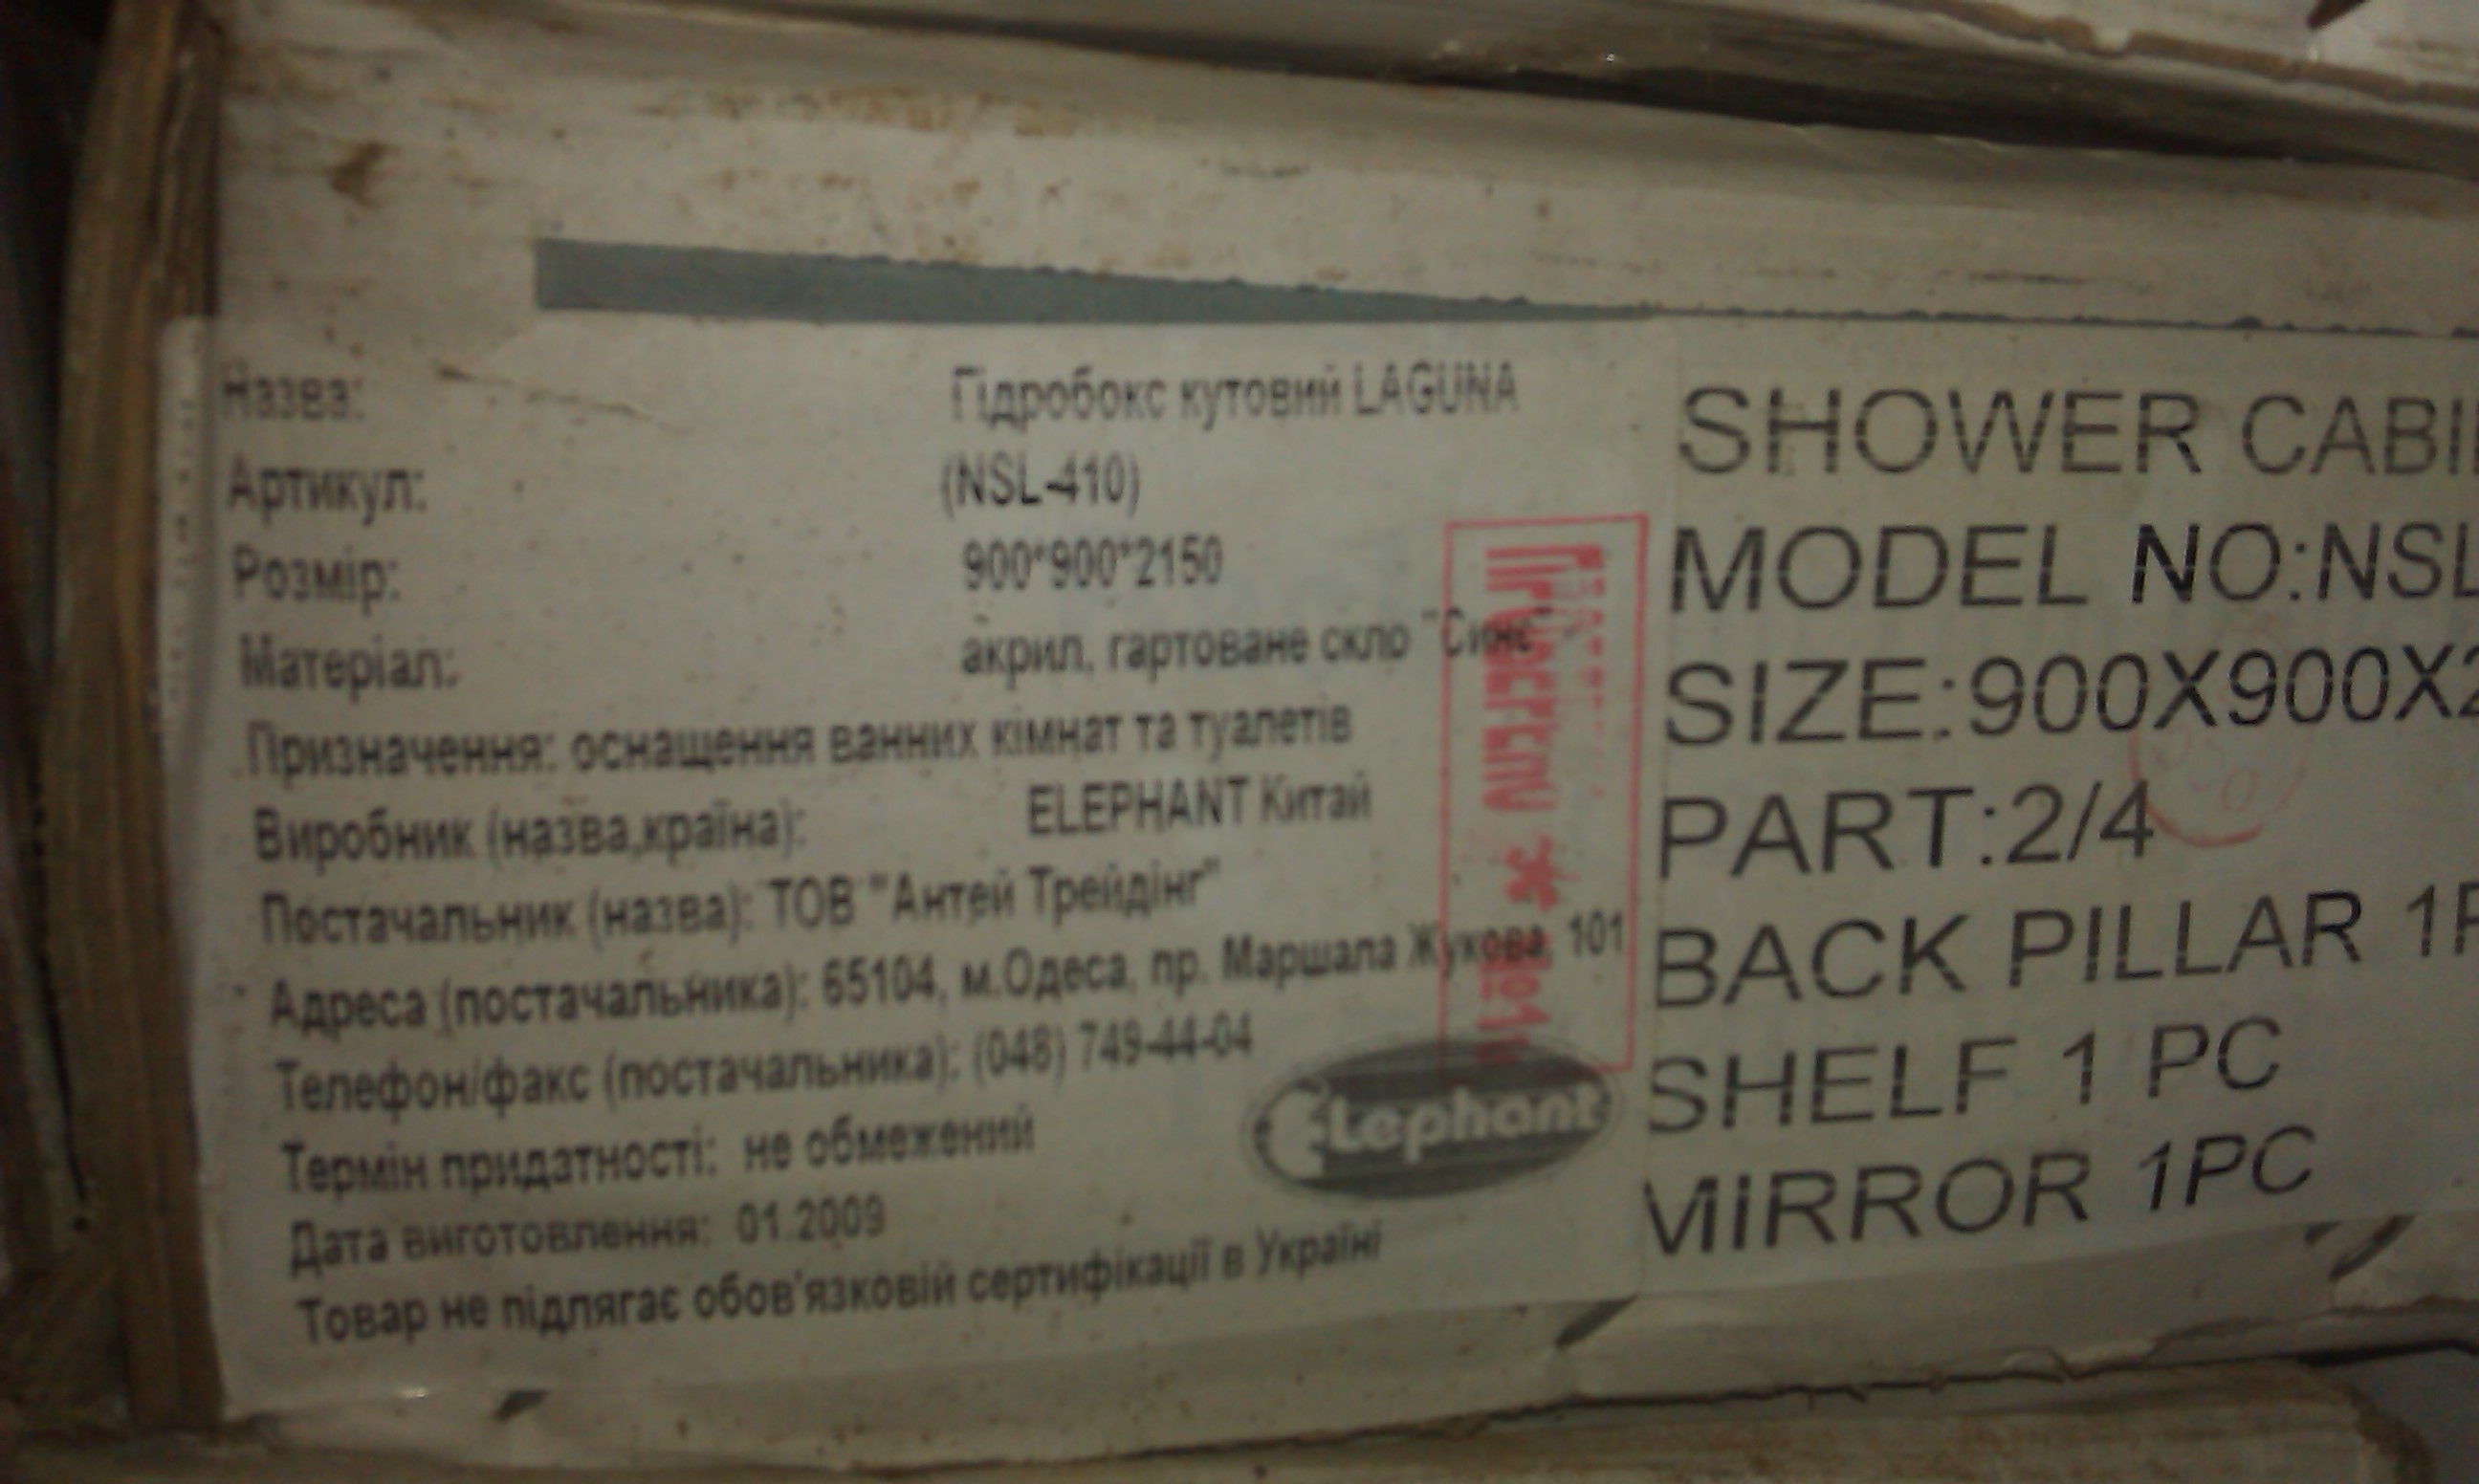 Назва: Гідробокс кутовий LAGUNA
Артикул: (NSL-410)
Розмір: 900*900*2150
Матеріал: акрил, гартоване скло "Синє"
Призначення: оснащення ванних кімнат та туалетів
Виробник (назва,країна): ELEPHANT Китай
Постачальник (назва): ТОВ "Антей Трейдінг"
Адреса (постачальника): 65104, м.Одеса, пр. Маршала Жукова, 101
Телефон/факс (постачальника): (048) 749-44-04
Термін придатності: не обмежений
Дата виготовлення: 01.2009
Товар не підлягає обов'язковій сертифікації в Україні
Elephant
SHOWER CABI
MODEL NO:NSL
SIZE:900X900X2
PART:2/4
BACK PILLAR 1P
SHELF 1 PC
MIRROR 1PC